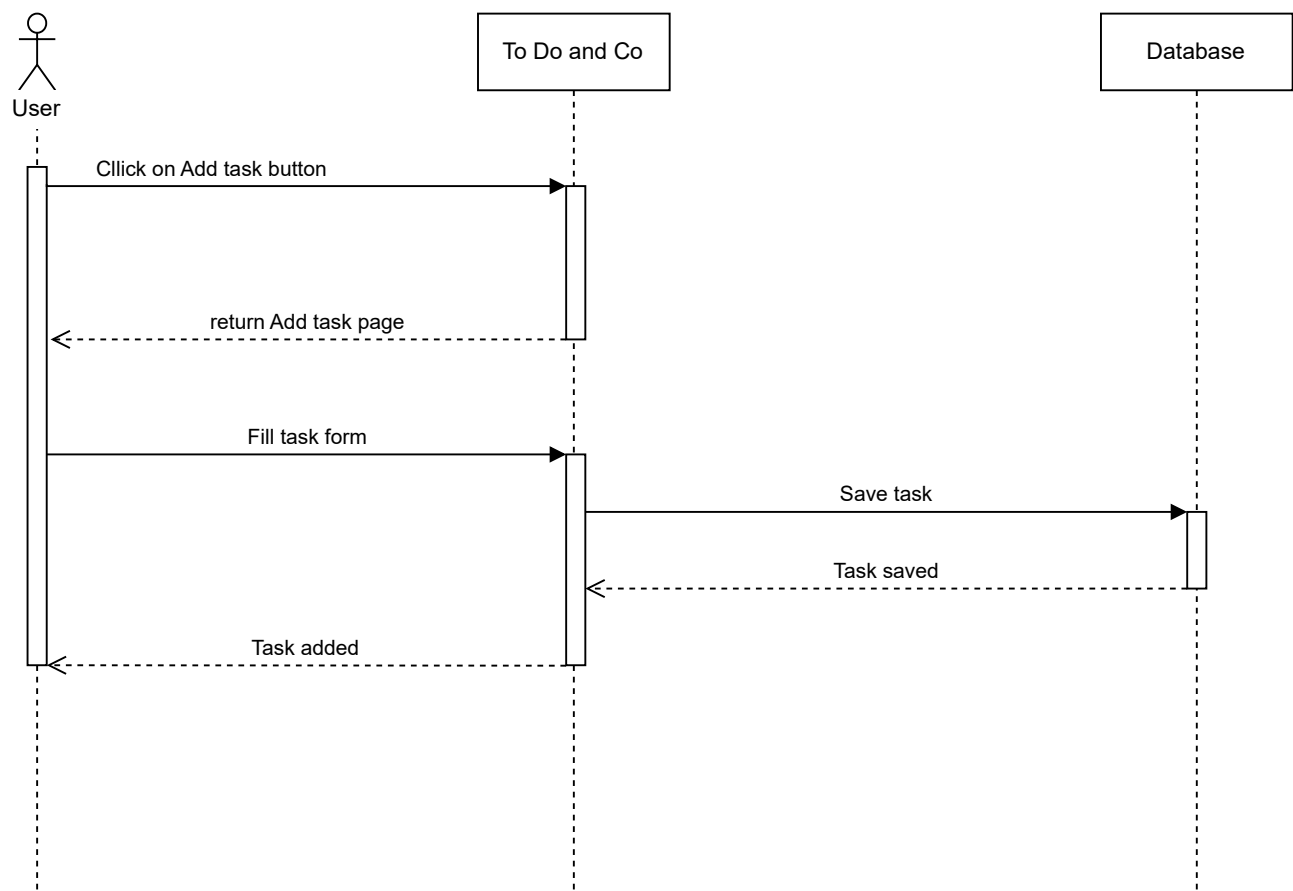 To Do and Co
Database
User
Cllick on Add task button
return Add task page
Fill task form
Save task
Task saved
Task added